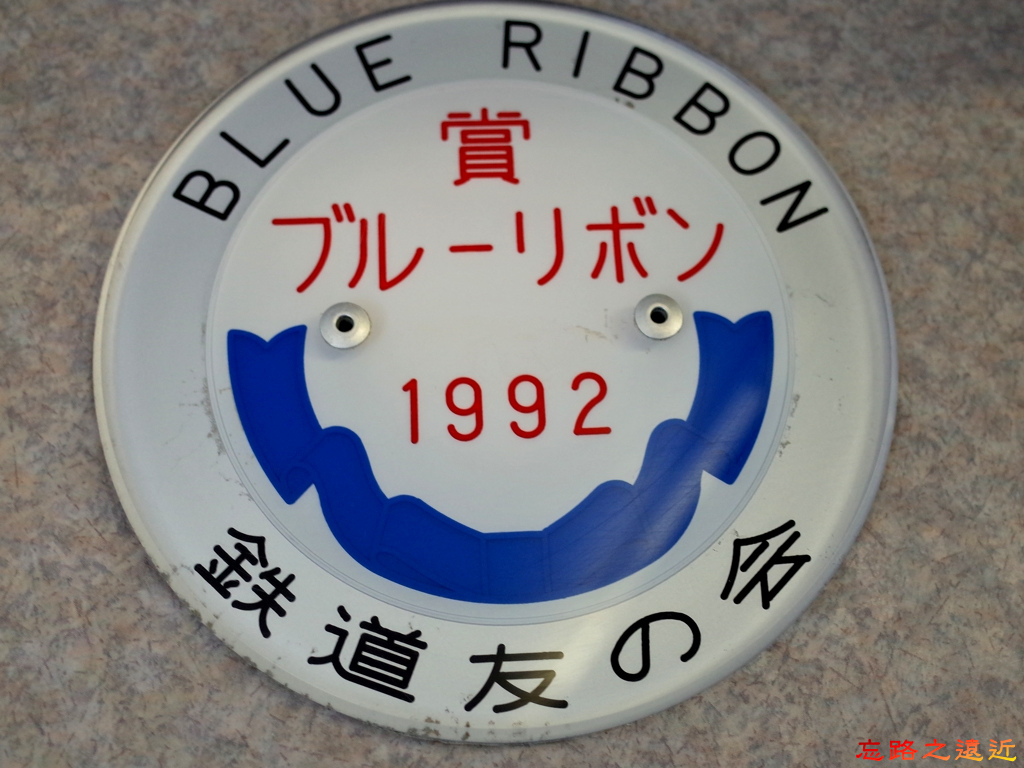 BLUE RIBBON
賞
ブルーリボン
1992
鉄道友の会
忘路之遠近